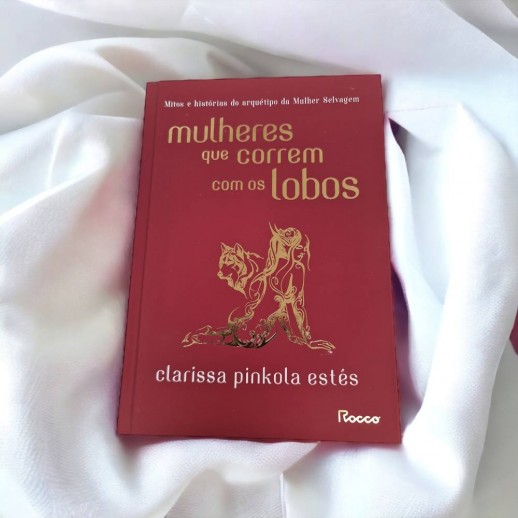 Mitos e histórias do arquétipo da Mulher Selvagem
mulheres
que correm
com os lobos
clarissa pinkola estés
Rocco